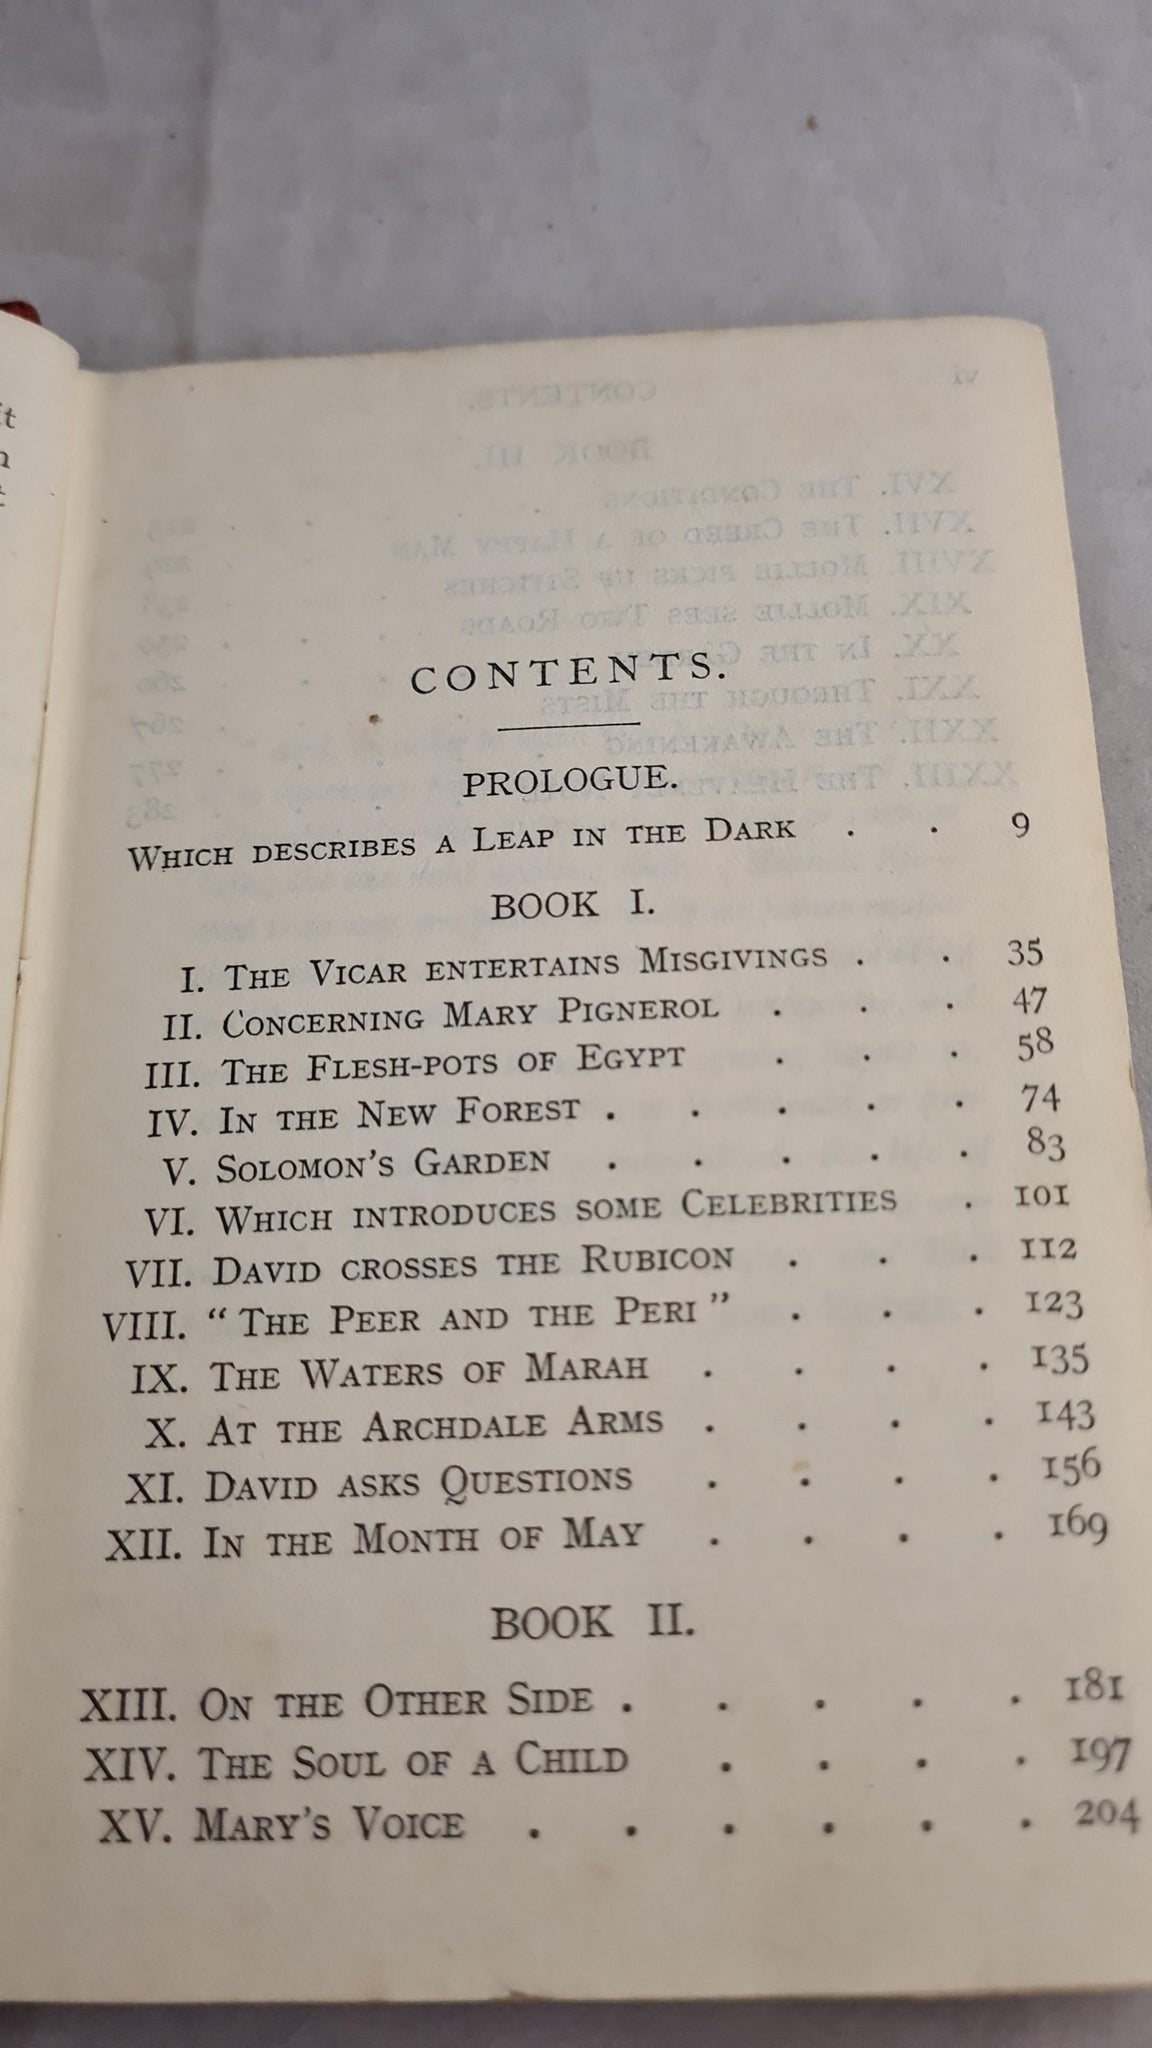 it
n
t
CONTENTS.
PROLOGUE.
WHICH DESCRIBES A LEAP IN THE DARK . . 9
BOOK I.
I. THE VICAR ENTERTAINS MISGIVINGS . . 35
II. CONCERNING MARY PIGNEROL . . . 47
III. THE FLESH-POTS OF EGYPT . . . 58
IV. IN THE NEW FOREST . . . . . 74
V. SOLOMON'S GARDEN . . . . . 83
VI. WHICH INTRODUCES SOME CELEBRITIES . 101
VII. DAVID CROSSES THE RUBICON . . . 112
VIII. "THE PEER AND THE PERI" . . . 123
IX. THE WATERS OF MARAH . . . . 135
X. AT THE ARCHDALE ARMS . . . . 143
XI. DAVID ASKS QUESTIONS . . . . 156
XII. IN THE MONTH OF MAY . . . . 169
BOOK II.
XIII. ON THE OTHER SIDE . . . . . 181
XIV. THE SOUL OF A CHILD . . . . 197
XV. MARY'S VOICE . . . . . . 204